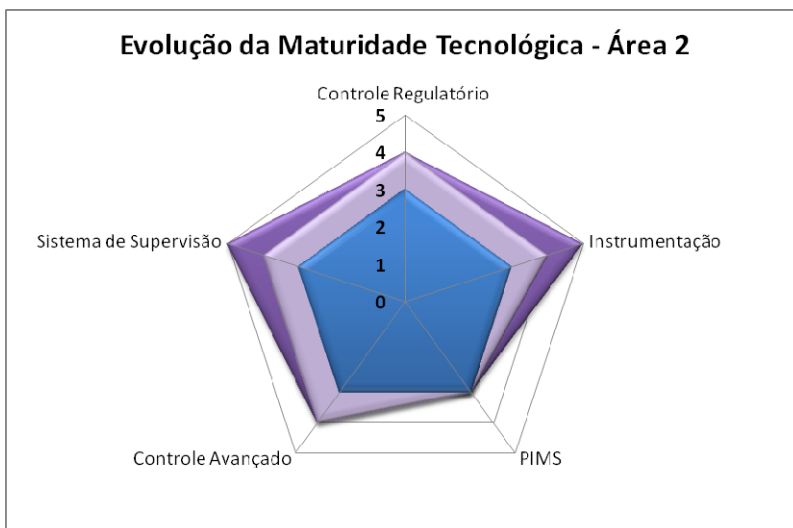 Evolução da Maturidade Tecnológica - Área 2
Controle Regulatório
5
4
3
2
1
0
Sistema de Supervisão
Instrumentação
Controle Avançado
PIMS